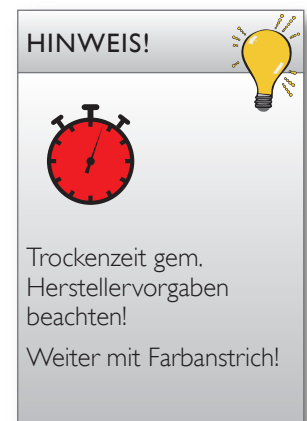 HINWEIS!
Trockenzeit gem.
Herstellervorgaben
beachten!
Weiter mit Farbanstrich!